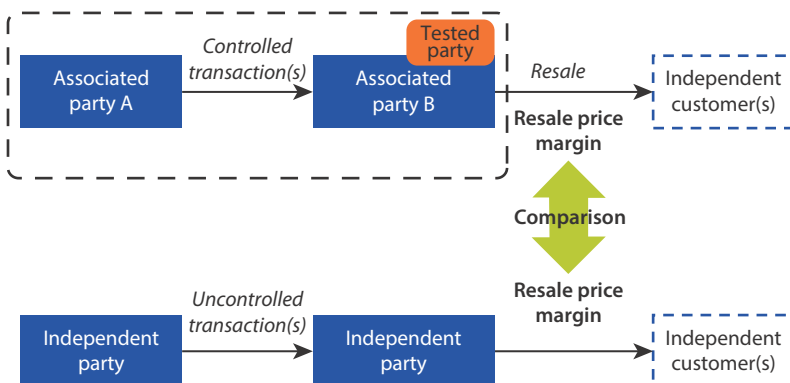 Tested
party
Controlled
transaction(s)
Associated
party A
Associated
party B
Resale
Independent
customer(s)
Resale price
margin
Comparison
Resale price
margin
Uncontrolled
transaction(s)
Independent
party
Independent
party
Independent
customer(s)